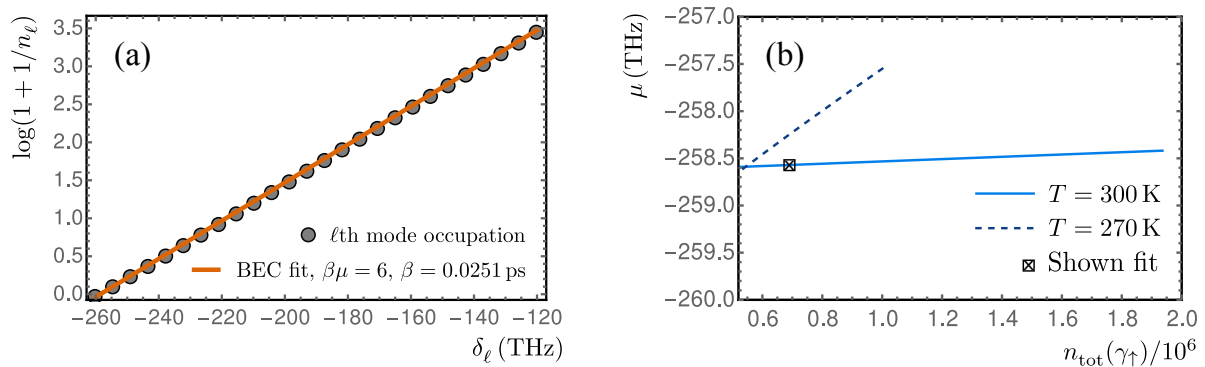 (a)
log(1 + 1/nℓ)
3.5
3.0
2.5
2.0
1.5
1.0
0.5
0.0
ℓth mode occupation
BEC fit, βμ = 6, β = 0.0251 ps
−260 −240 −220 −200 −180 −160 −140 −120
δℓ (THz)
(b)
μ (THz)
−257.0
−257.5
−258.0
−258.5
−259.0
−259.5
−260.0
T = 300 K
T = 270 K
Shown fit
0.6 0.8 1.0 1.2 1.4 1.6 1.8 2.0
ntot(γ↑)/10⁶